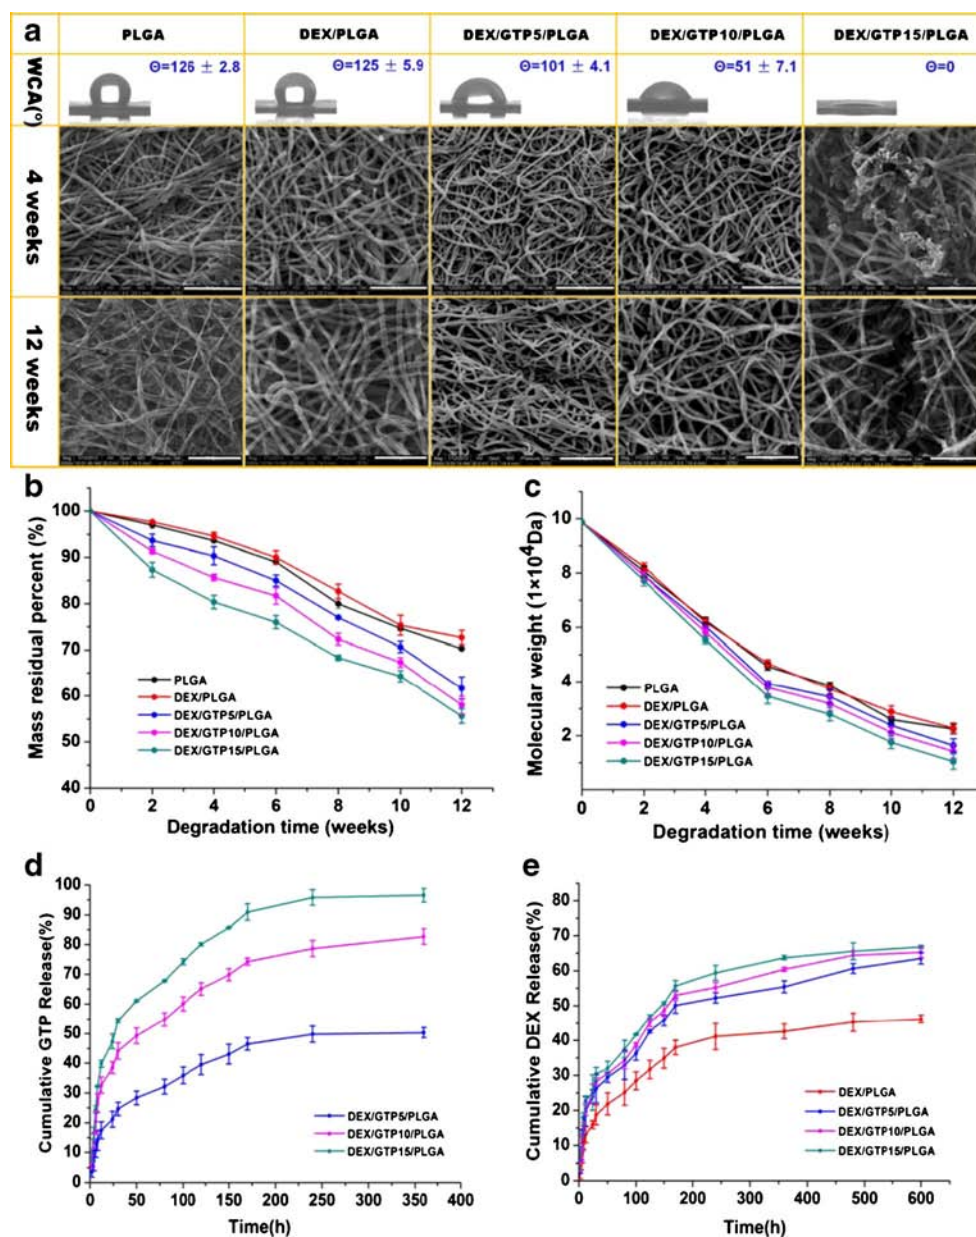 a
PLGA
DEX/PLGA
DEX/GTP5/PLGA
DEX/GTP10/PLGA
DEX/GTP15/PLGA
WCA(°)
Θ=126 ± 2.8
Θ=125 ± 5.9
Θ=101 ± 4.1
Θ=51 ± 7.1
Θ=0
4 weeks
12 weeks
b
Mass residual percent (%)
100
90
80
70
60
50
40
PLGA
DEX/PLGA
DEX/GTP5/PLGA
DEX/GTP10/PLGA
DEX/GTP15/PLGA
0 2 4 6 8 10 12
Degradation time (weeks)
c
Molecular weight (1×10⁴Da)
10
8
6
4
2
PLGA
DEX/PLGA
DEX/GTP5/PLGA
DEX/GTP10/PLGA
DEX/GTP15/PLGA
0 2 4 6 8 10 12
Degradation time (weeks)
d
Cumulative GTP Release(%)
100
90
80
70
60
50
40
30
20
10
0
DEX/GTP5/PLGA
DEX/GTP10/PLGA
DEX/GTP15/PLGA
0 50 100 150 200 250 300 350 400
Time(h)
e
Cumulative DEX Release(%)
80
70
60
50
40
30
20
10
0
DEX/PLGA
DEX/GTP5/PLGA
DEX/GTP10/PLGA
DEX/GTP15/PLGA
0 100 200 300 400 500 600
Time(h)